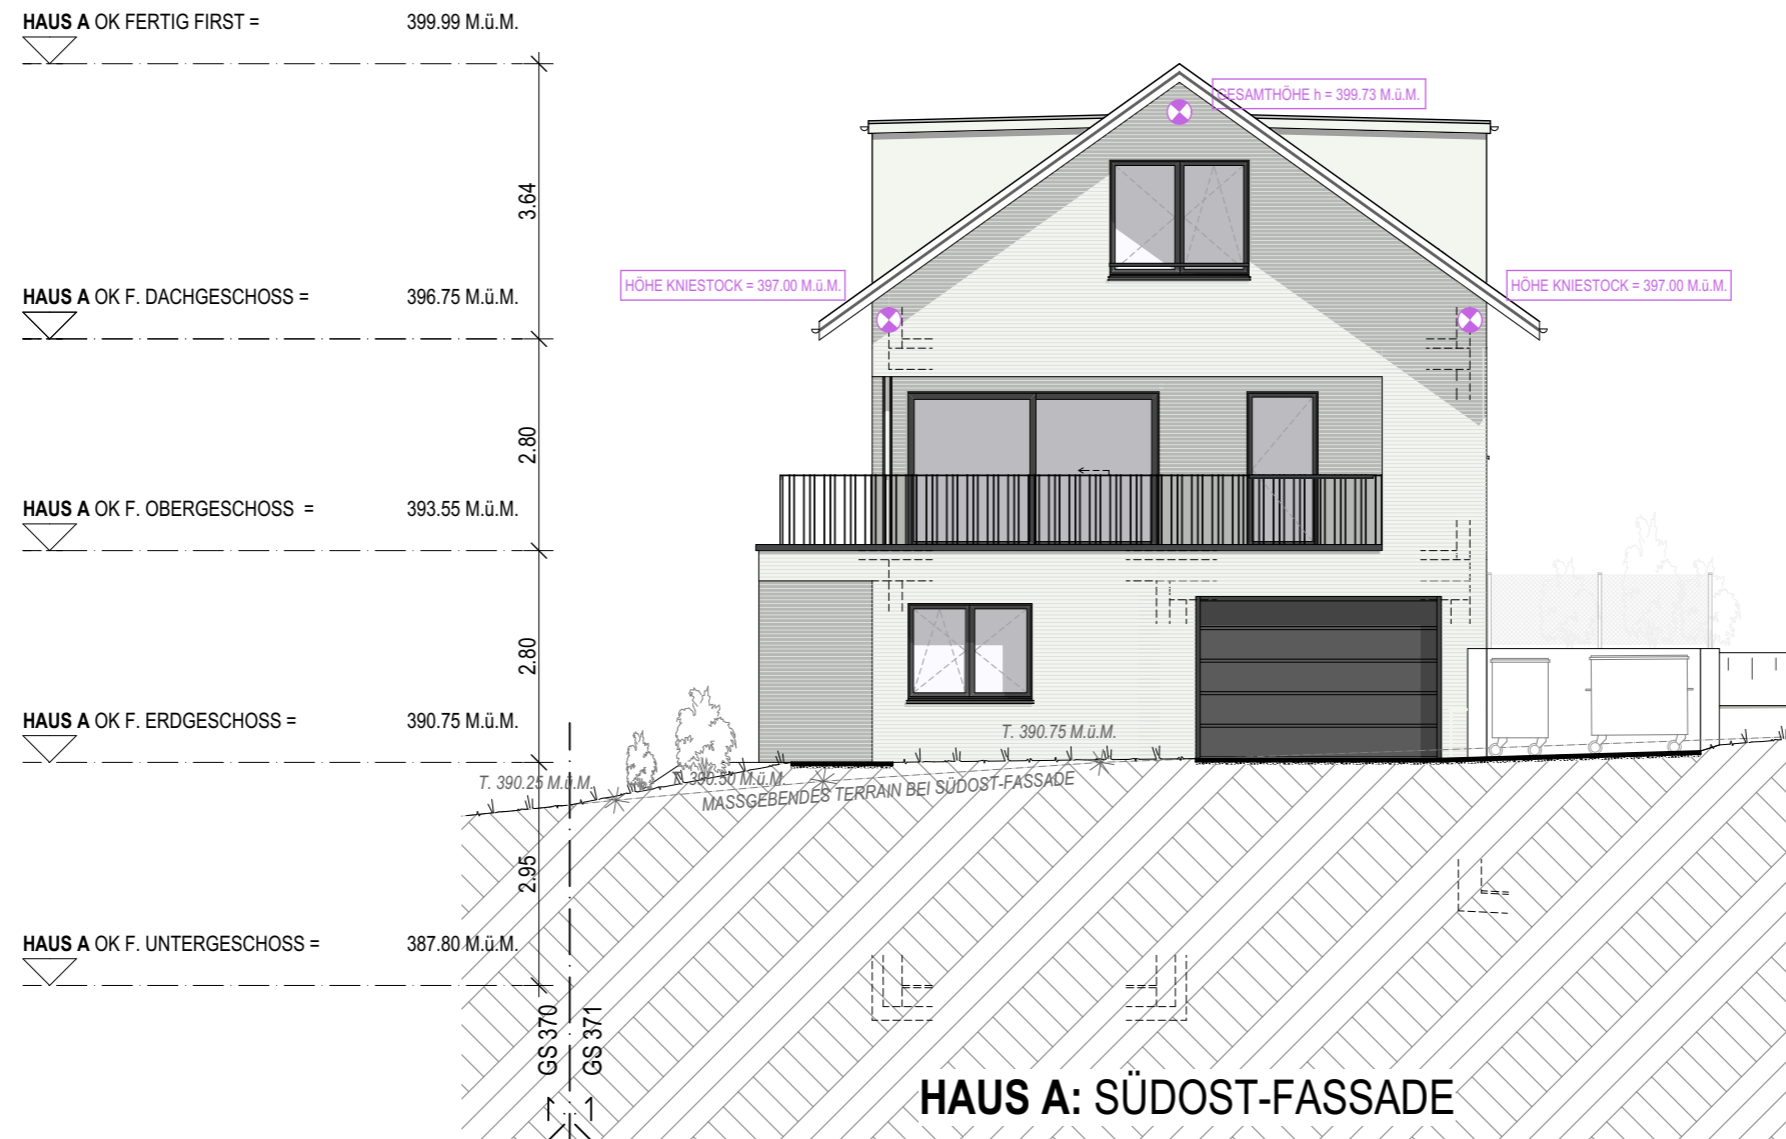 HAUS A OK FERTIG FIRST = 399.99 M.ü.M.
GESAMTHÖHE h = 399.73 M.ü.M.
3.64
HÖHE KNIESTOCK = 397.00 M.ü.M.
HÖHE KNIESTOCK = 397.00 M.ü.M.
HAUS A OK F. DACHGESCHOSS = 396.75 M.ü.M.
2.80
HAUS A OK F. OBERGESCHOSS = 393.55 M.ü.M.
2.80
HAUS A OK F. ERDGESCHOSS = 390.75 M.ü.M.
T. 390.75 M.ü.M.
T. 390.25 M.ü.M.
T. 390.50 M.ü.M.
MASSGEBENDES TERRAIN BEI SÜDOST-FASSADE
2.95
HAUS A OK F. UNTERGESCHOSS = 387.80 M.ü.M.
GS 370
GS 371
HAUS A: SÜDOST-FASSADE